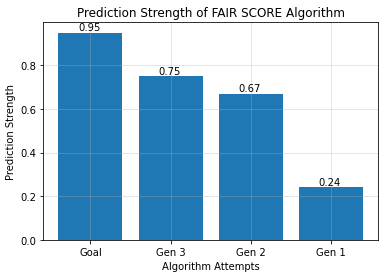 Prediction Strength of FAIR SCORE Algorithm
0.95
0.75
0.67
0.24
Prediction Strength
0.8
0.6
0.4
0.2
0.0
Goal Gen 3 Gen 2 Gen 1
Algorithm Attempts